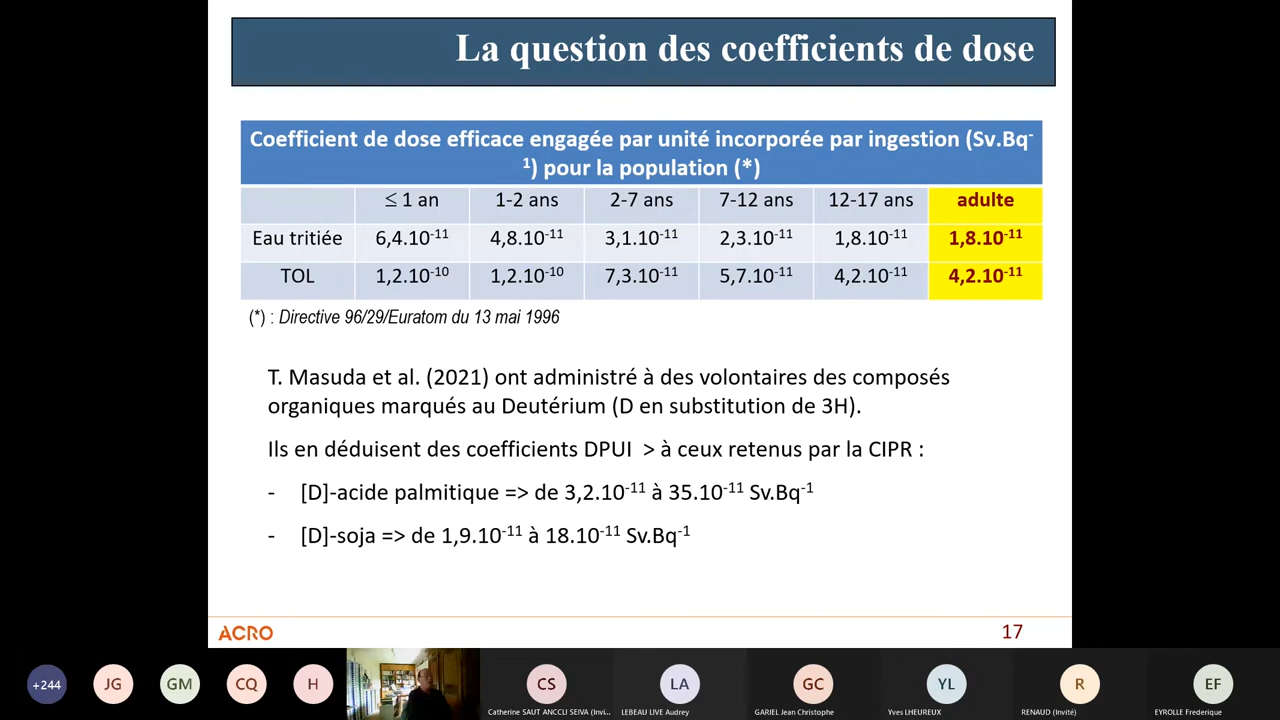 La question des coefficients de dose
Coefficient de dose efficace engagée par unité incorporée par ingestion (Sv.Bq-
1) pour la population (*)
≤ 1 an 1-2 ans 2-7 ans 7-12 ans 12-17 ans adulte
Eau tritiée 6,4.10-11 4,8.10-11 3,1.10-11 2,3.10-11 1,8.10-11 1,8.10-11
TOL 1,2.10-10 1,2.10-10 7,3.10-11 5,7.10-11 4,2.10-11 4,2.10-11
(*) : Directive 96/29/Euratom du 13 mai 1996
T. Masuda et al. (2021) ont administré à des volontaires des composés
organiques marqués au Deutérium (D en substitution de 3H).
Ils en déduisent des coefficients DPUI > à ceux retenus par la CIPR :
- [D]-acide palmitique => de 3,2.10-11 à 35.10-11 Sv.Bq-1
- [D]-soja => de 1,9.10-11 à 18.10-11 Sv.Bq-1
ACRO 17
+244 JG GM CQ H CS LA GC YL R EF
Catherine SAUT ANCCLI SEIVA (Invi... LEBEAU LIVE Audrey GARIEL Jean Christophe Yves LHEUREUX RENAUD (Invité) EYROLLE Frederique